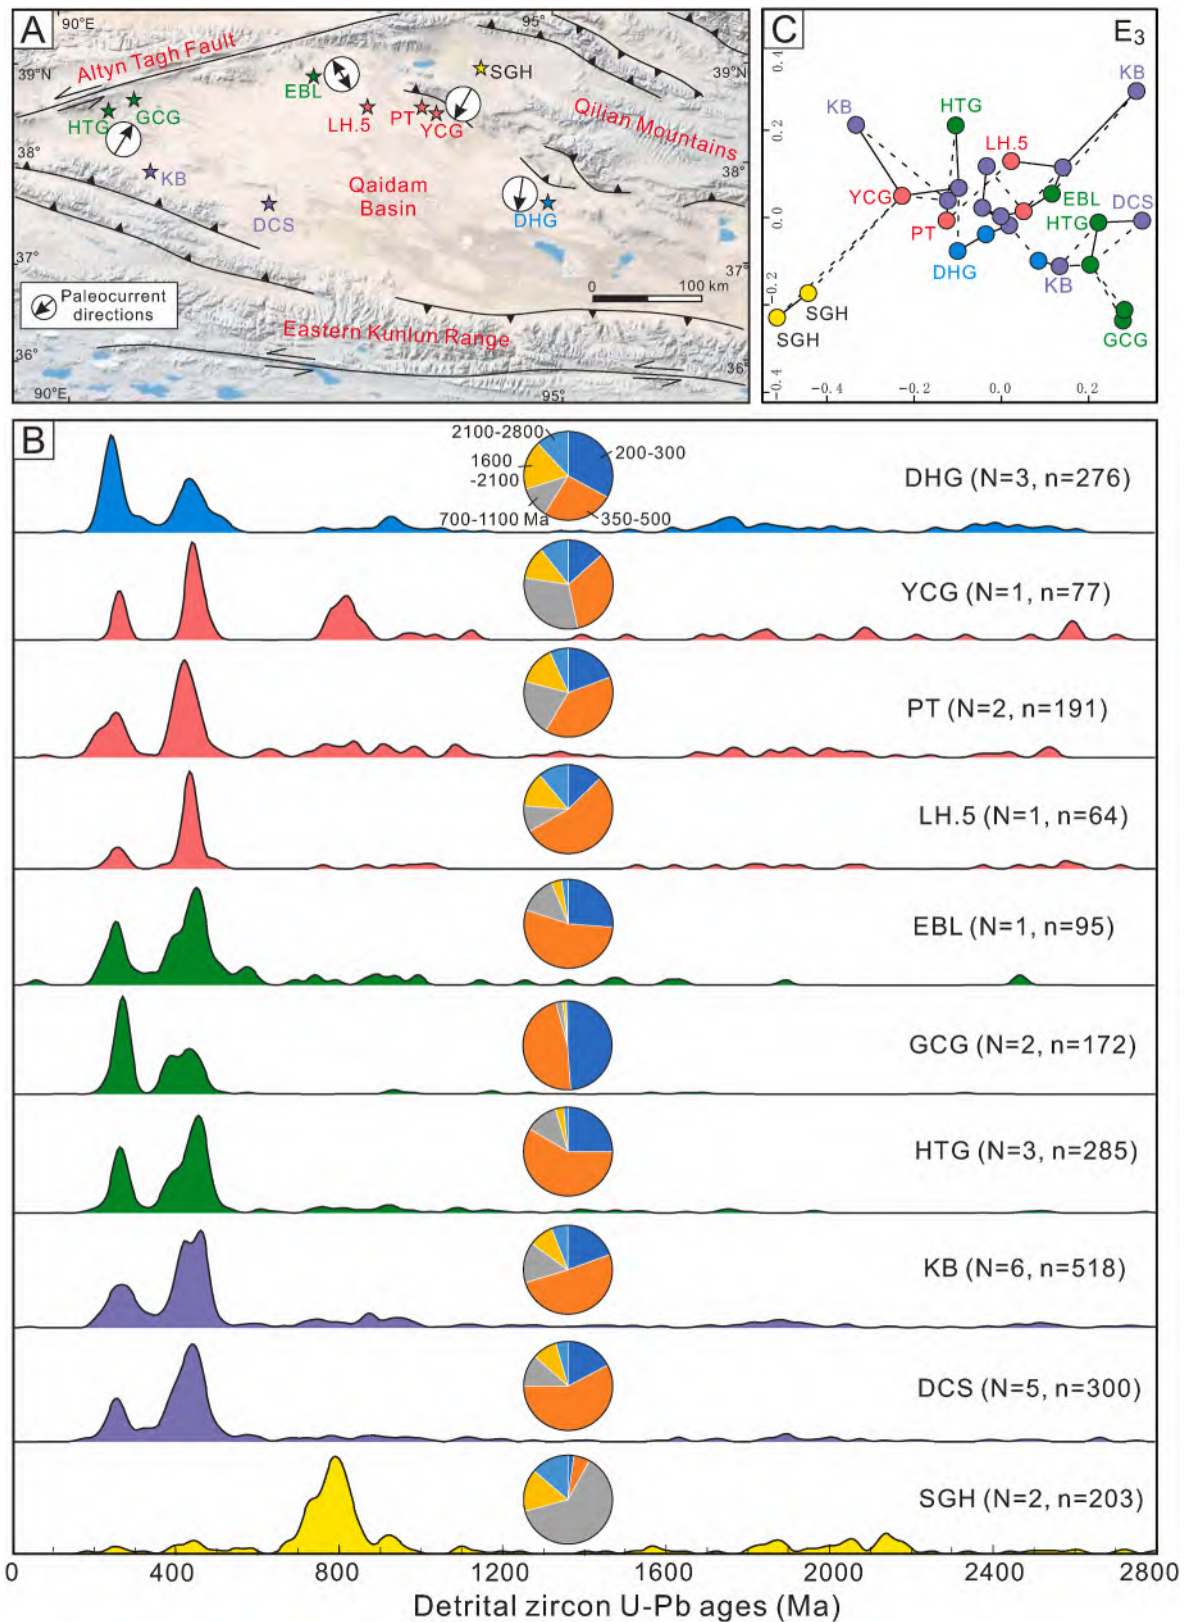 A
90°E
95°
39°N
39°N
Altyn Tagh Fault
SGH
EBL
GCG
HTG
LH.5
PT
YCG
Qilian Mountains
38°
38°
KB
Qaidam
Basin
DCS
DHG
37°
37°
0
100 km
Paleocurrent
directions
Eastern Kunlun Range
36°
36°
90°E
95°
C
E3
0.4
0.2
0.0
-0.2
-0.4
-0.4
-0.2
0.0
0.2
KB
KB
HTG
LH.5
YCG
EBL
DCS
HTG
PT
DHG
KB
SGH
SGH
GCG
B
2100-2800
200-300
1600
-2100
700-1100 Ma
350-500
DHG (N=3, n=276)
YCG (N=1, n=77)
PT (N=2, n=191)
LH.5 (N=1, n=64)
EBL (N=1, n=95)
GCG (N=2, n=172)
HTG (N=3, n=285)
KB (N=6, n=518)
DCS (N=5, n=300)
SGH (N=2, n=203)
0 400 800 1200 1600 2000 2400 2800
Detrital zircon U-Pb ages (Ma)